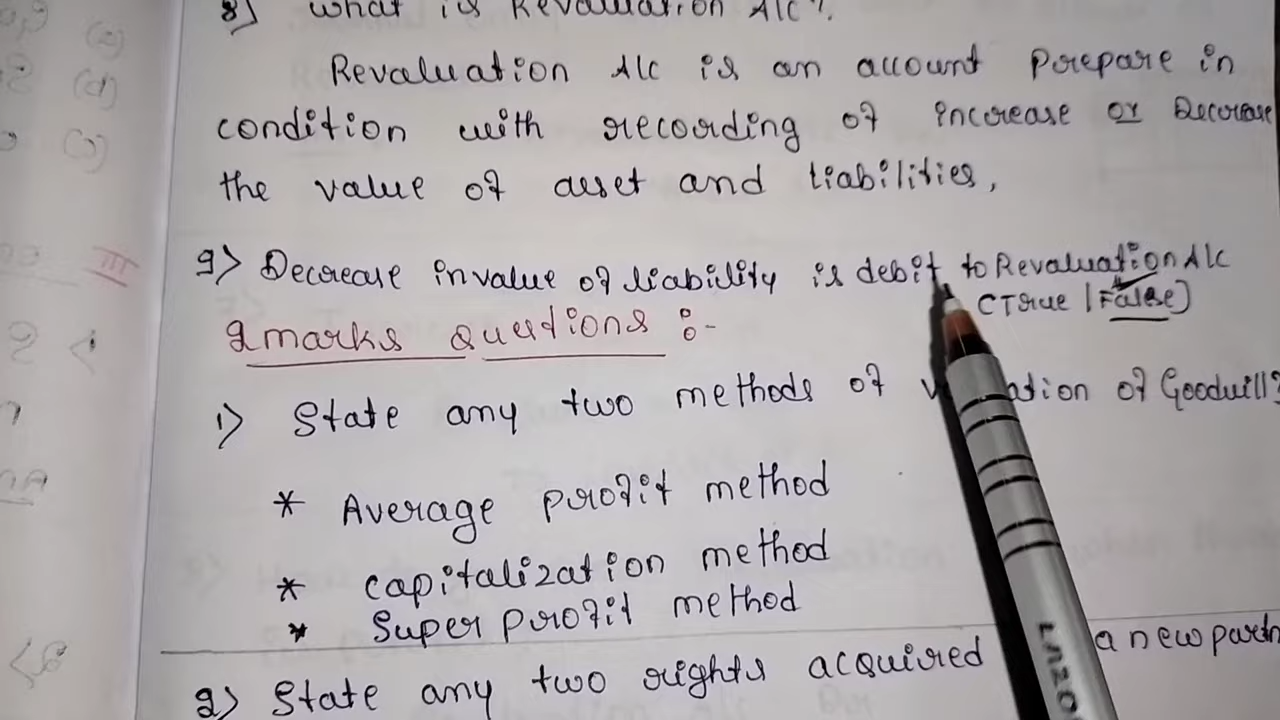 8) What is Revaluation A/c?
Revaluation A/c is an account prepare in
condition with recording of increase or Decrease
the value of asset and liabilities,
9) Decrease in value of liability is debit to Revaluation A/c
(True / False)
2 marks questions :-
1) State any two methods of of Goodwill?
* Average profit method
* capitalization method
* Super profit method
2) State any two rights acquired a new